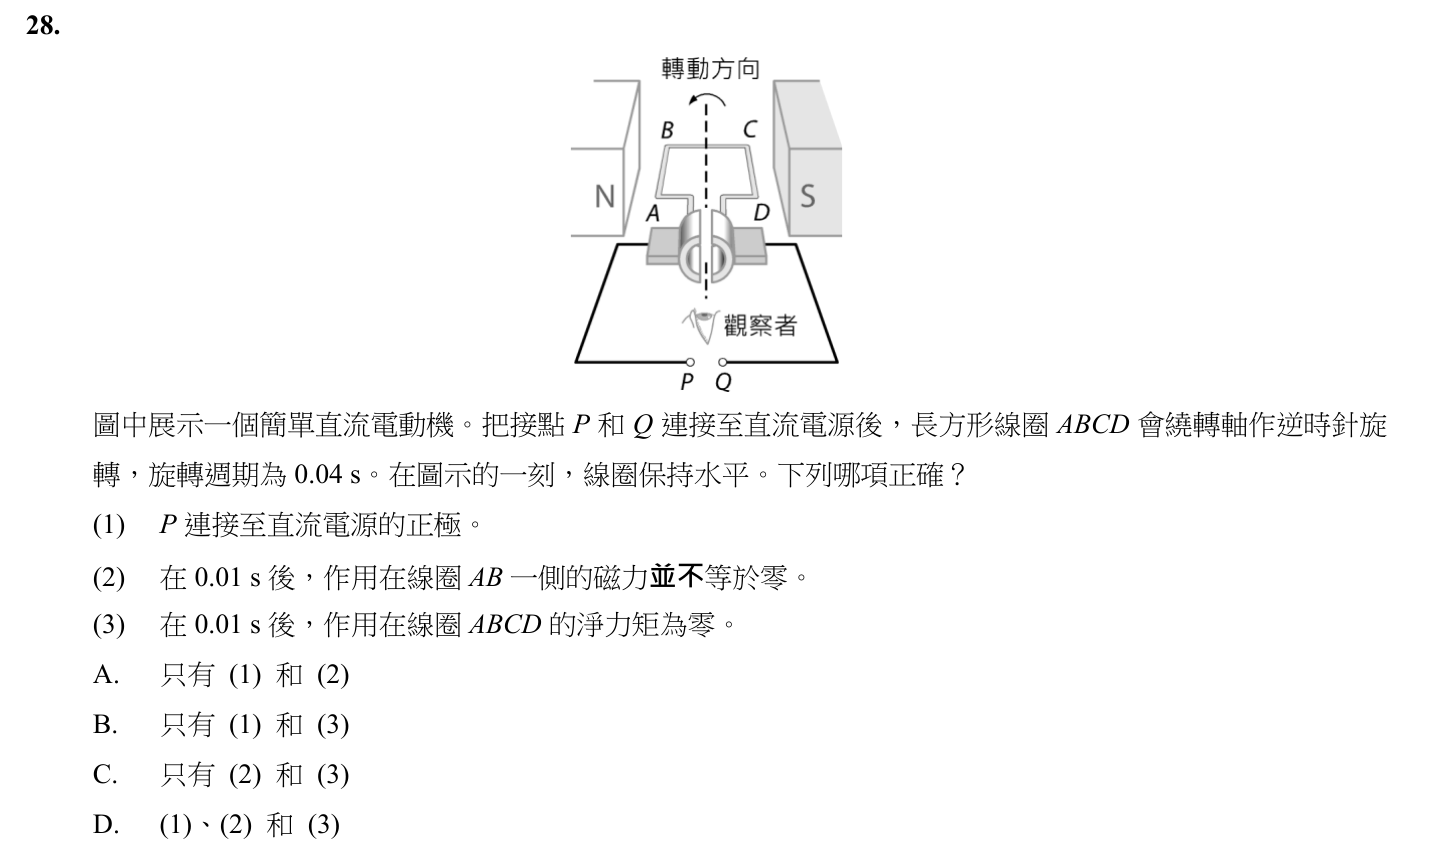 28.
轉動方向
B C
N S
A D
觀察者
P Q
圖中展示一個簡單直流電動機。把接點 P 和 Q 連接至直流電源後，長方形線圈 ABCD 會繞轉軸作逆時針旋
轉，旋轉週期為 0.04 s。在圖示的一刻，線圈保持水平。下列哪項正確？
(1) P 連接至直流電源的正極。
(2) 在 0.01 s 後，作用在線圈 AB 一側的磁力並不等於零。
(3) 在 0.01 s 後，作用在線圈 ABCD 的淨力矩為零。
A. 只有 (1) 和 (2)
B. 只有 (1) 和 (3)
C. 只有 (2) 和 (3)
D. (1)、(2) 和 (3)